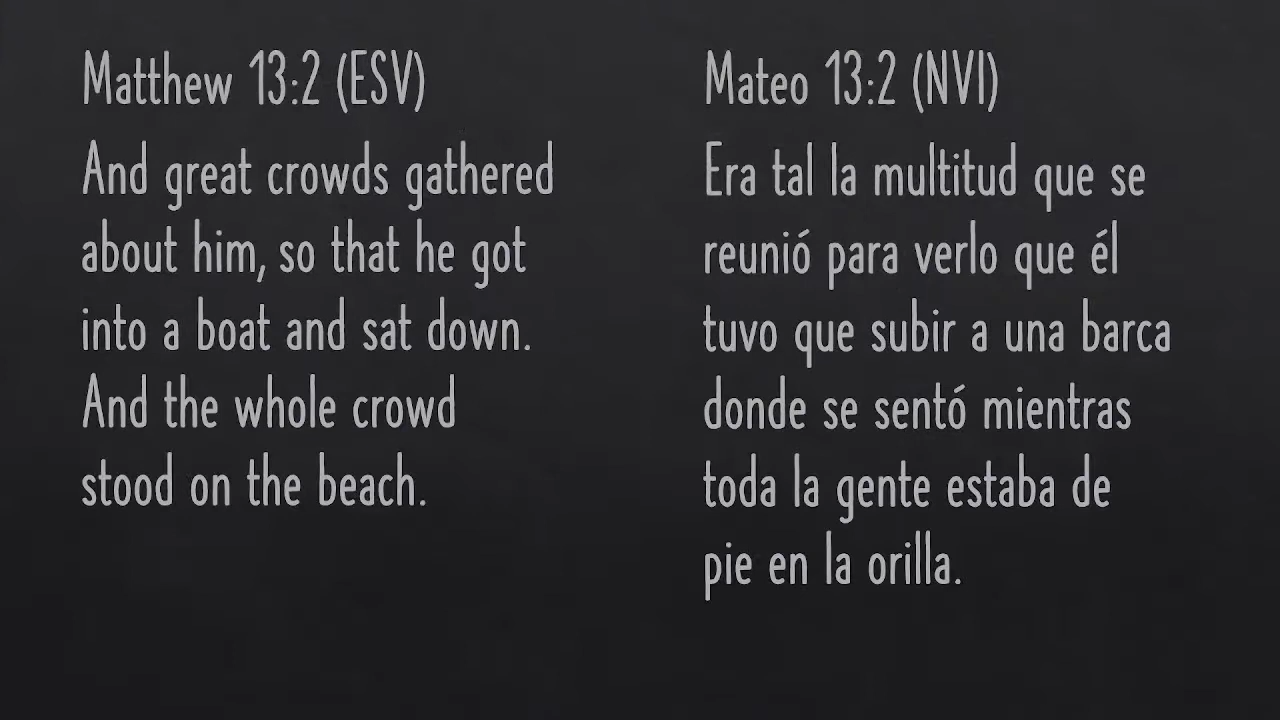 Matthew 13:2 (ESV)
And great crowds gathered
about him, so that he got
into a boat and sat down.
And the whole crowd
stood on the beach.
Mateo 13:2 (NVI)
Era tal la multitud que se
reunió para verlo que él
tuvo que subir a una barca
donde se sentó mientras
toda la gente estaba de
pie en la orilla.